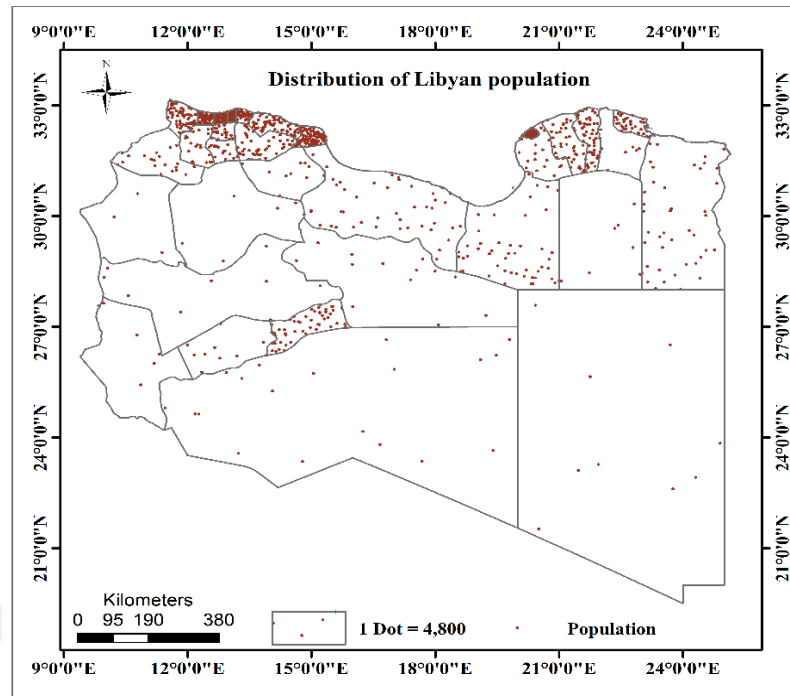 9°0'0"E 12°0'0"E 15°0'0"E 18°0'0"E 21°0'0"E 24°0'0"E
N
Distribution of Libyan population
33°0'0"N 33°0'0"N
30°0'0"N 30°0'0"N
27°0'0"N 27°0'0"N
24°0'0"N 24°0'0"N
21°0'0"N 21°0'0"N
Kilometers
0 95 190 380
1 Dot = 4,800 Population
9°0'0"E 12°0'0"E 15°0'0"E 18°0'0"E 21°0'0"E 24°0'0"E